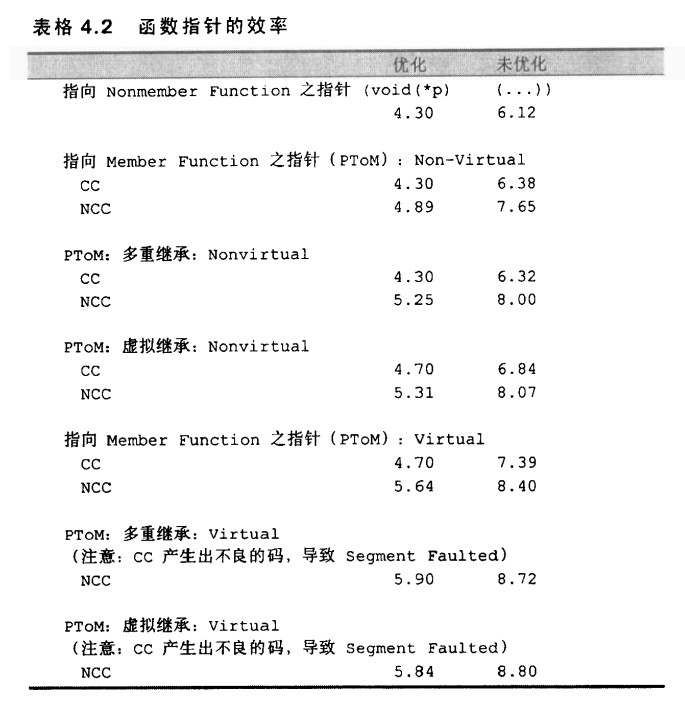 表格 4.2 函数指针的效率
优化 未优化
指向 Nonmember Function 之指针 (void(*p) (...))
4.30 6.12
指向 Member Function 之指针(PToM): Non-Virtual
CC 4.30 6.38
NCC 4.89 7.65
PToM: 多重继承: Nonvirtual
CC 4.30 6.32
NCC 5.25 8.00
PToM: 虚拟继承: Nonvirtual
CC 4.70 6.84
NCC 5.31 8.07
指向 Member Function 之指针(PToM): Virtual
CC 4.70 7.39
NCC 5.64 8.40
PToM: 多重继承: Virtual
(注意: CC 产生出不良的码, 导致 Segment Faulted)
NCC 5.90 8.72
PToM: 虚拟继承: Virtual
(注意: CC 产生出不良的码, 导致 Segment Faulted)
NCC 5.84 8.80